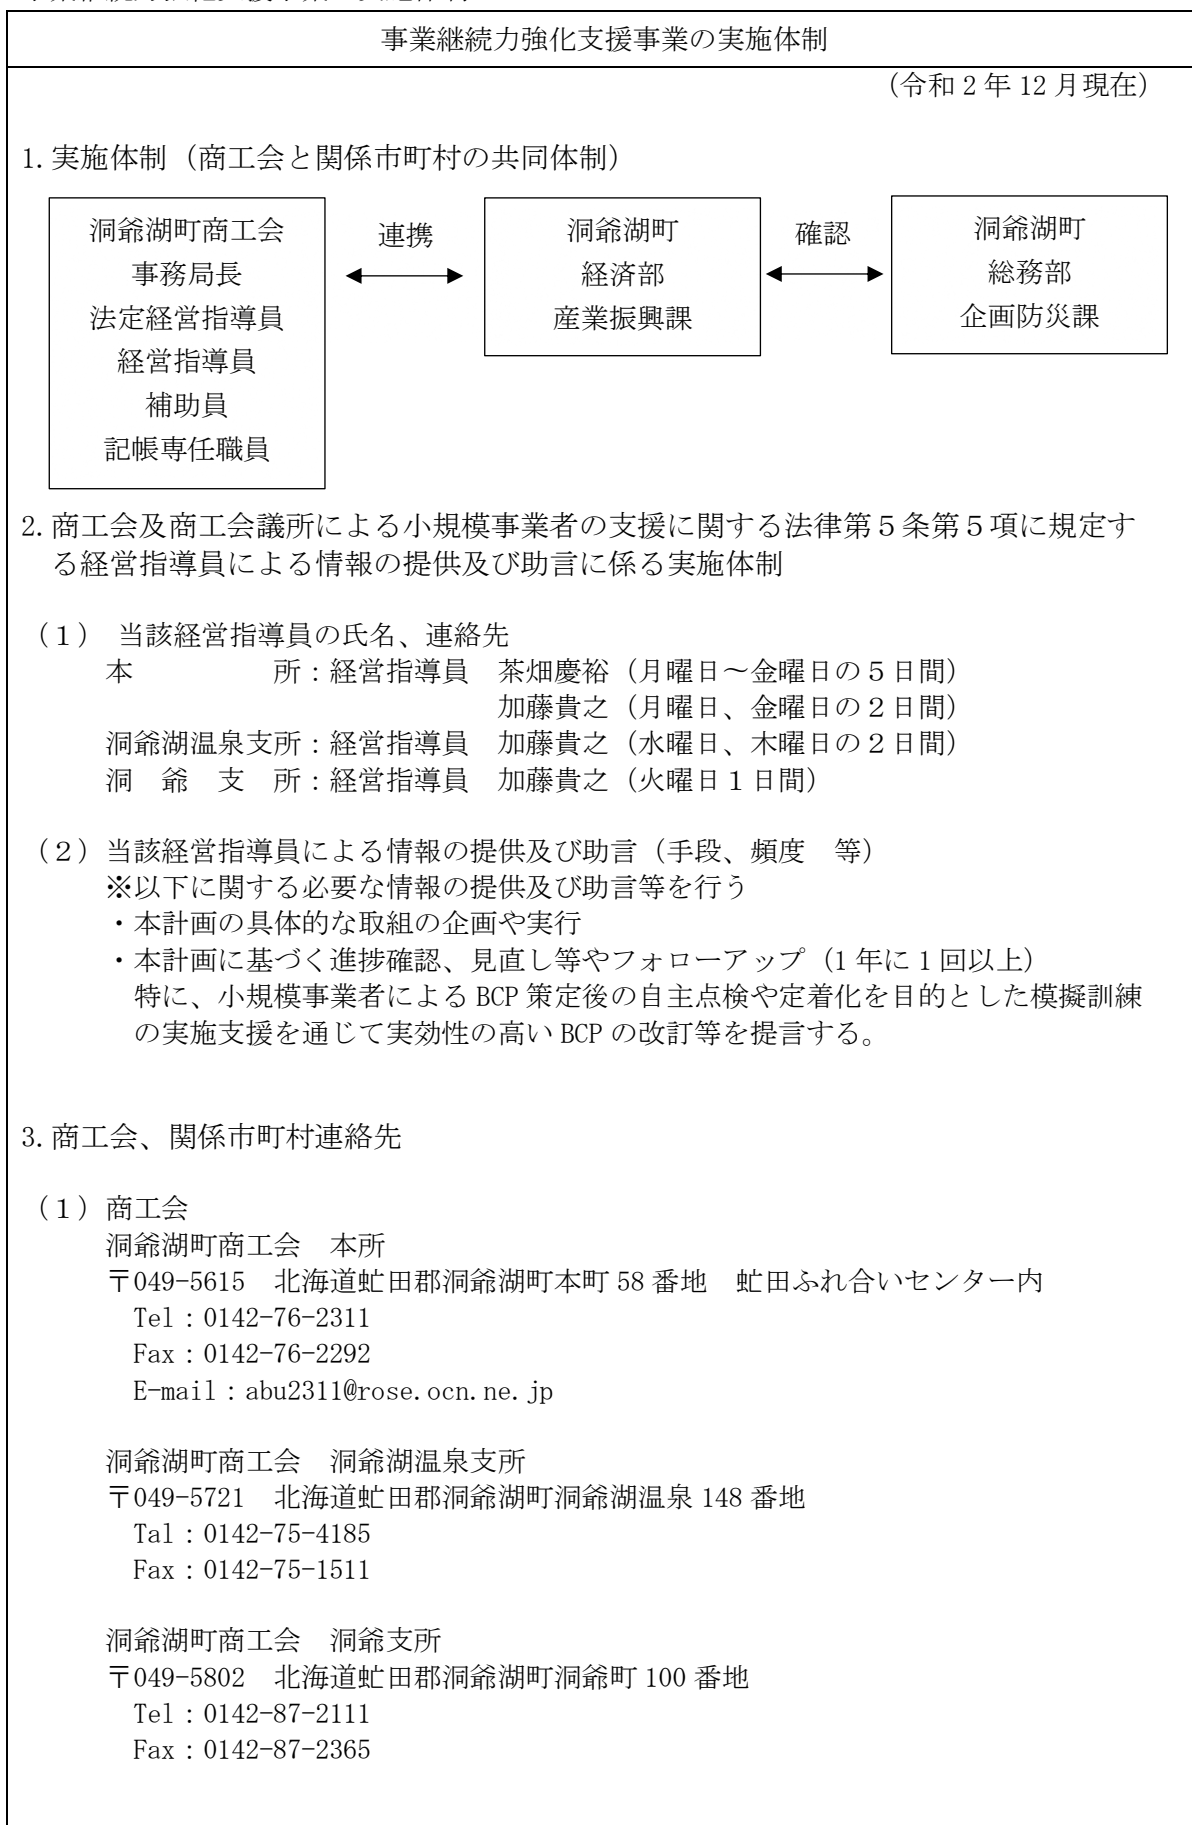 事業継続力強化支援事業の実施体制
（令和２年 12 月現在）
1.実施体制（商工会と関係市町村の共同体制）
洞爺湖町商工会
事務局長
法定経営指導員
経営指導員
補助員
記帳専任職員
連携
洞爺湖町
経済部
産業振興課
確認
洞爺湖町
総務部
企画防災課
2.商工会及商工会議所による小規模事業者の支援に関する法律第５条第５項に規定す
る経営指導員による情報の提供及び助言に係る実施体制
（１） 当該経営指導員の氏名、連絡先
本　　　　　所：経営指導員　茶畑慶裕（月曜日～金曜日の５日間）
加藤貴之（月曜日、金曜日の２日間）
洞爺湖温泉支所：経営指導員　加藤貴之（水曜日、木曜日の２日間）
洞　爺　支　所：経営指導員　加藤貴之（火曜日１日間）
（２）当該経営指導員による情報の提供及び助言（手段、頻度　等）
※以下に関する必要な情報の提供及び助言等を行う
・本計画の具体的な取組の企画や実行
・本計画に基づく進捗確認、見直し等やフォローアップ（1 年に 1 回以上）
特に、小規模事業者による BCP 策定後の自主点検や定着化を目的とした模擬訓練
の実施支援を通じて実効性の高い BCP の改訂等を提言する。
3.商工会、関係市町村連絡先
（１）商工会
洞爺湖町商工会　本所
〒049-5615　北海道虻田郡洞爺湖町本町 58 番地　虻田ふれ合いセンター内
Tel：0142-76-2311
Fax：0142-76-2292
E-mail：abu2311@rose.ocn.ne.jp
洞爺湖町商工会　洞爺湖温泉支所
〒049-5721　北海道虻田郡洞爺湖町洞爺湖温泉 148 番地
Tal：0142-75-4185
Fax：0142-75-1511
洞爺湖町商工会　洞爺支所
〒049-5802　北海道虻田郡洞爺湖町洞爺町 100 番地
Tel：0142-87-2111
Fax：0142-87-2365